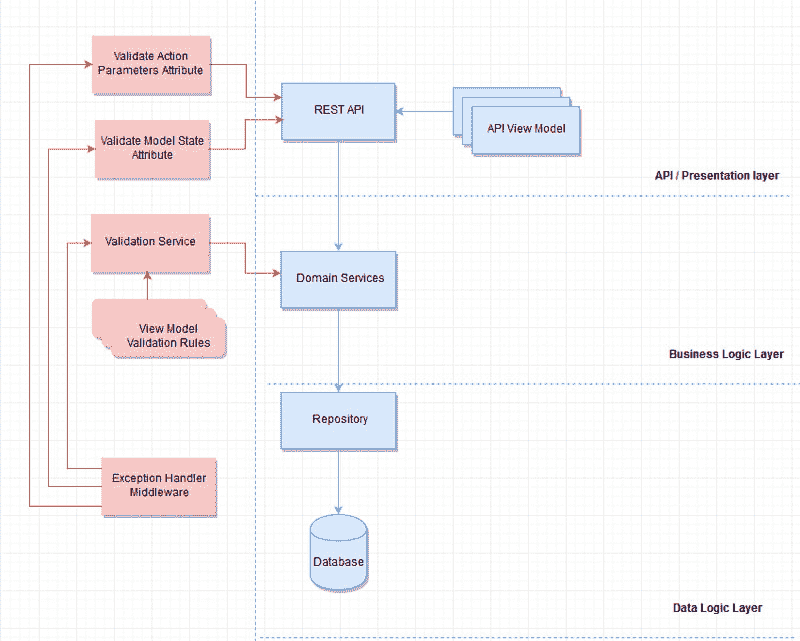 Validate Action
Parameters Attribute
REST API
API View Model
Validate Model State
Attribute
API / Presentation layer
Validation Service
Domain Services
View Model
Validation Rules
Business Logic Layer
Repository
Exception Handler
Middleware
Database
Data Logic Layer